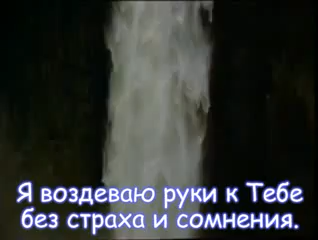 Я воздеваю руки к Тебе
без страха и сомнения.